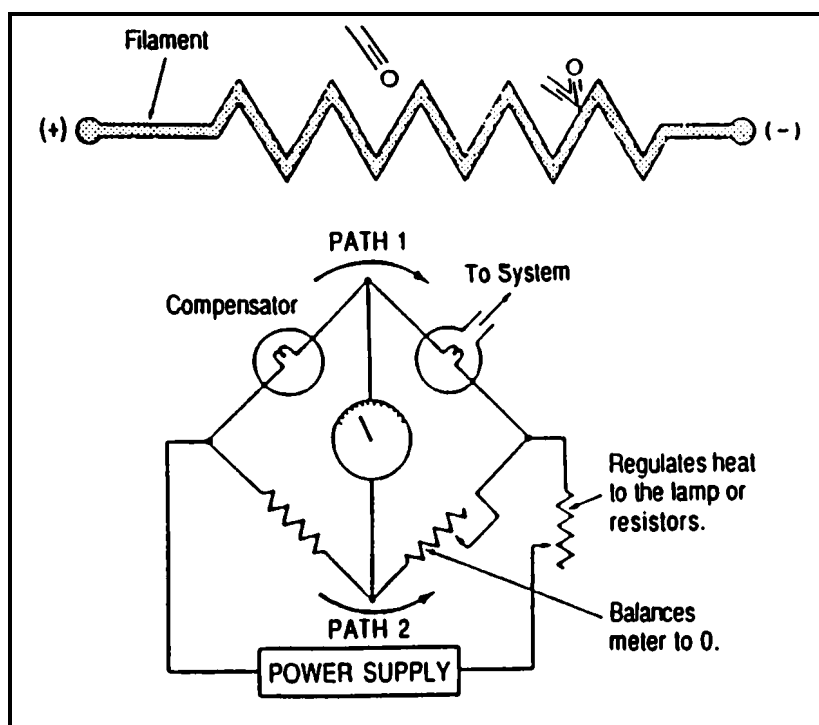 Filament
(+)
(-)
PATH 1
To System
Compensator
Regulates heat
to the lamp or
resistors.
Balances
meter to 0.
PATH 2
POWER SUPPLY